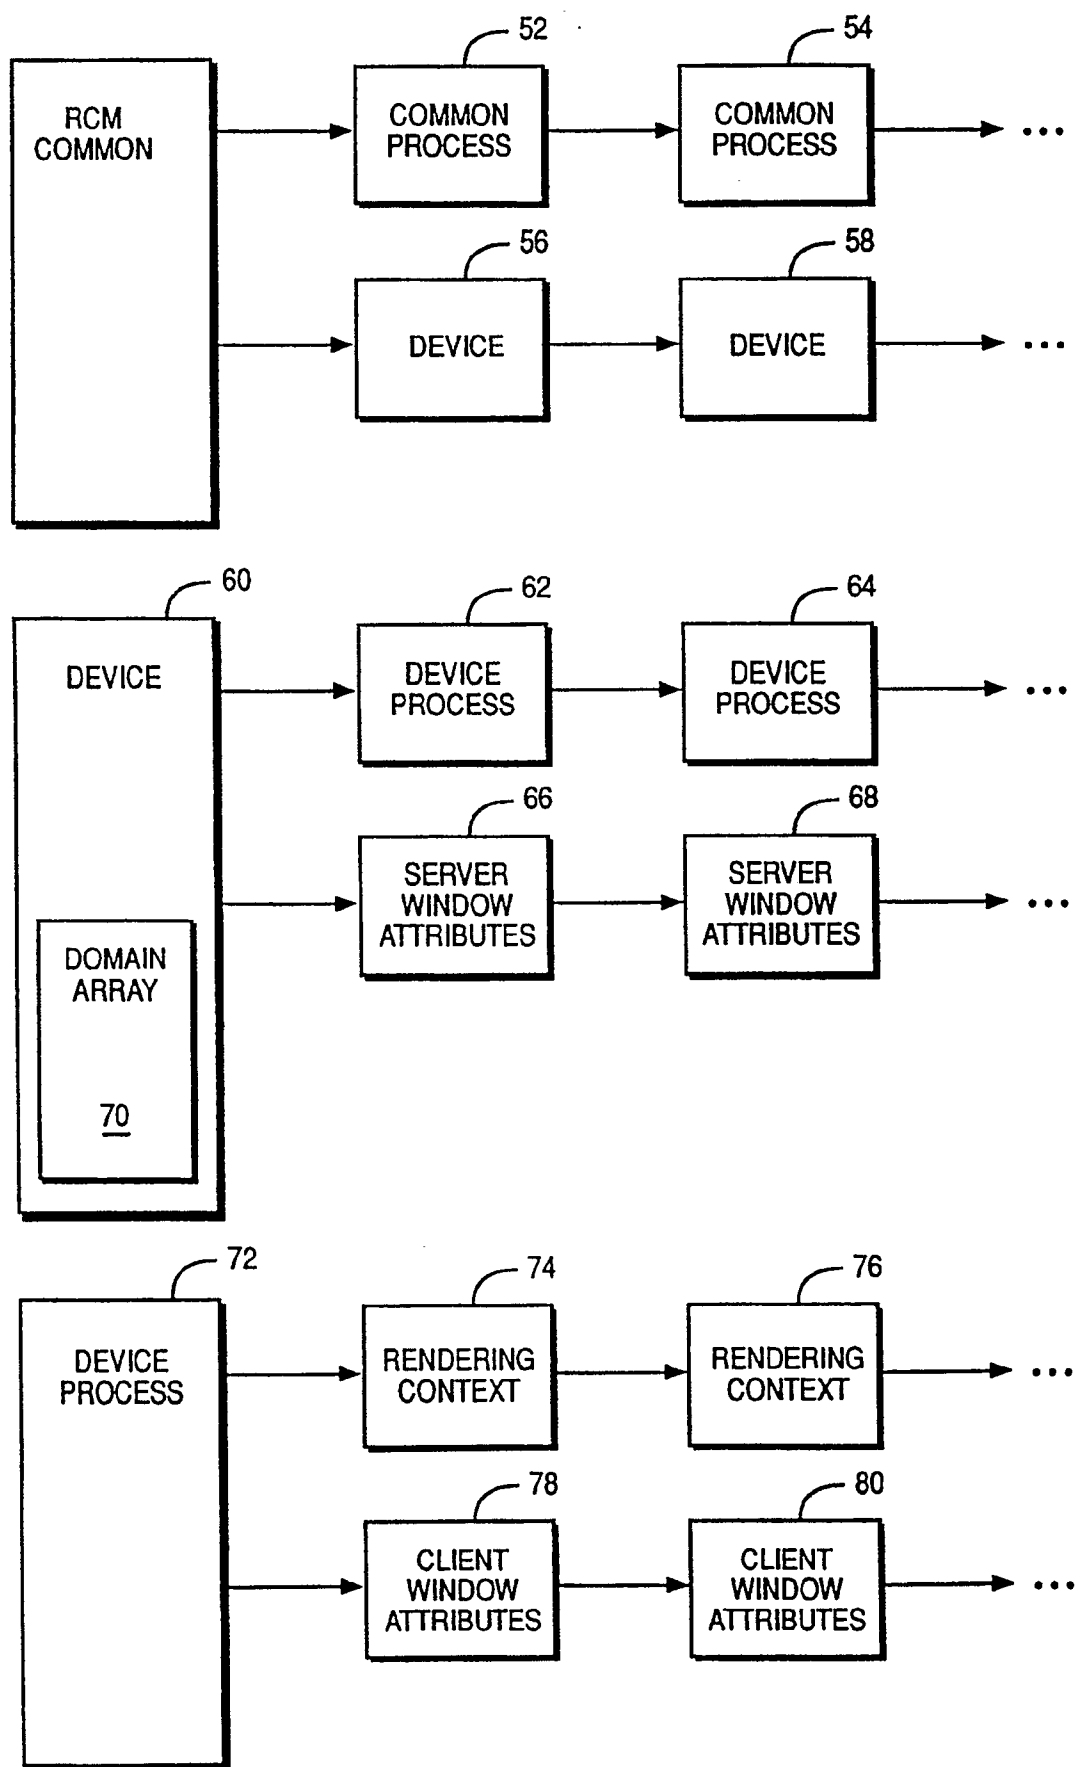 52
54
RCM
COMMON
COMMON
PROCESS
COMMON
PROCESS
...
56
58
DEVICE
DEVICE
...
60
62
64
DEVICE
DEVICE
PROCESS
DEVICE
PROCESS
...
66
68
SERVER
WINDOW
ATTRIBUTES
SERVER
WINDOW
ATTRIBUTES
...
DOMAIN
ARRAY
70
72
74
76
DEVICE
PROCESS
RENDERING
CONTEXT
RENDERING
CONTEXT
...
78
80
CLIENT
WINDOW
ATTRIBUTES
CLIENT
WINDOW
ATTRIBUTES
...